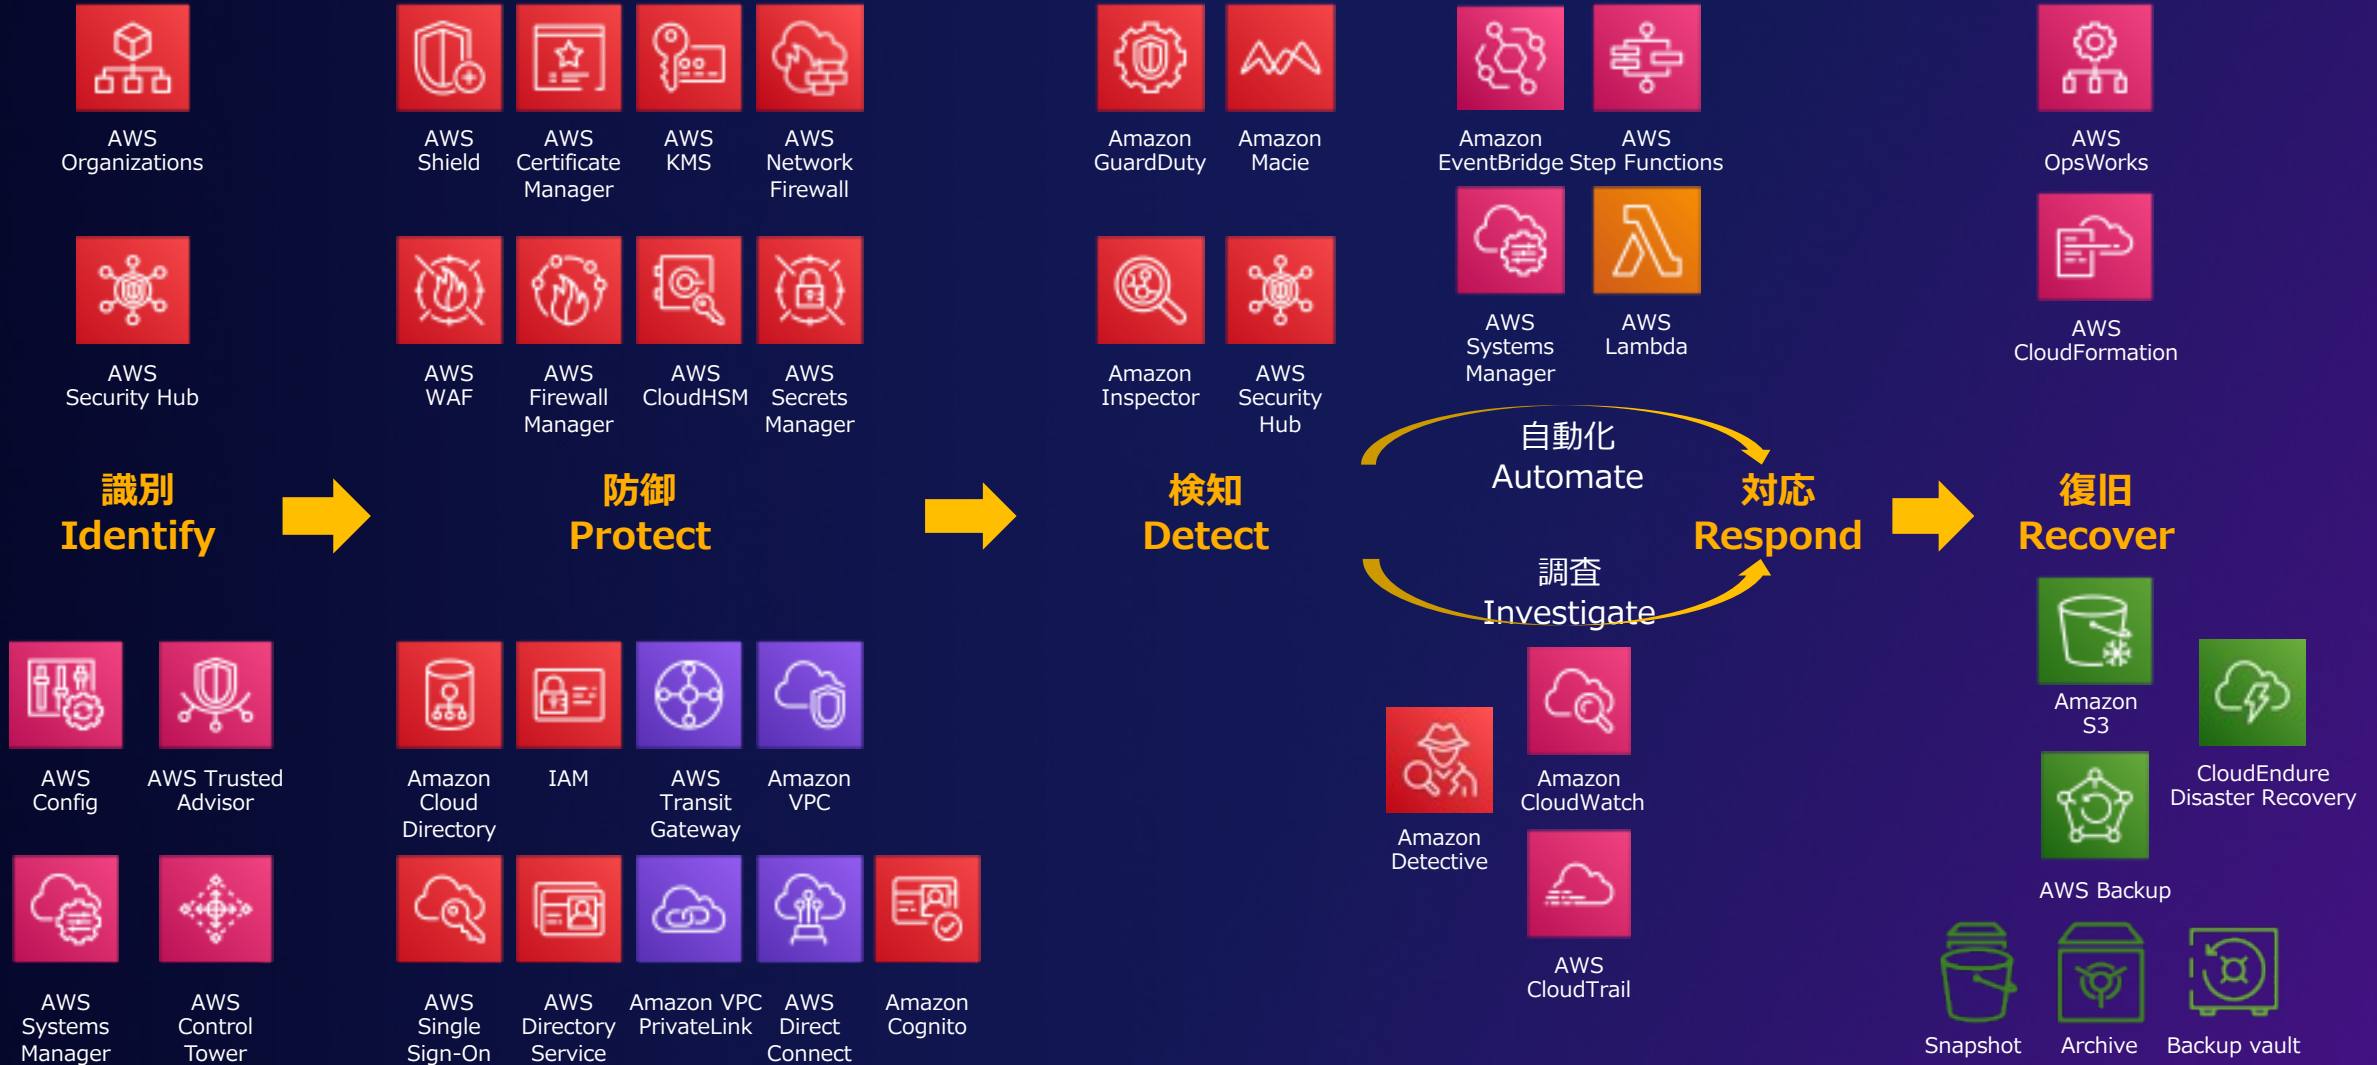 AWS
Organizations
AWS
Security Hub
識別
Identify
AWS
Config
AWS Trusted
Advisor
AWS
Systems
Manager
AWS
Control
Tower
AWS
Shield
AWS
Certificate
Manager
AWS
KMS
AWS
Network
Firewall
AWS
WAF
AWS
Firewall
Manager
AWS
CloudHSM
AWS
Secrets
Manager
防御
Protect
Amazon
Cloud
Directory
IAM
AWS
Transit
Gateway
Amazon
VPC
AWS
Single
Sign-On
AWS
Directory
Service
Amazon VPC
PrivateLink
AWS
Direct
Connect
Amazon
Cognito
Amazon
GuardDuty
Amazon
Macie
Amazon
Inspector
AWS
Security
Hub
検知
Detect
Amazon
EventBridge
AWS
Step Functions
AWS
Systems
Manager
AWS
Lambda
自動化
Automate
調査
Investigate
Amazon
Detective
Amazon
CloudWatch
AWS
CloudTrail
対応
Respond
AWS
OpsWorks
AWS
CloudFormation
復旧
Recover
Amazon
S3
CloudEndure
Disaster Recovery
AWS Backup
Snapshot
Archive
Backup vault